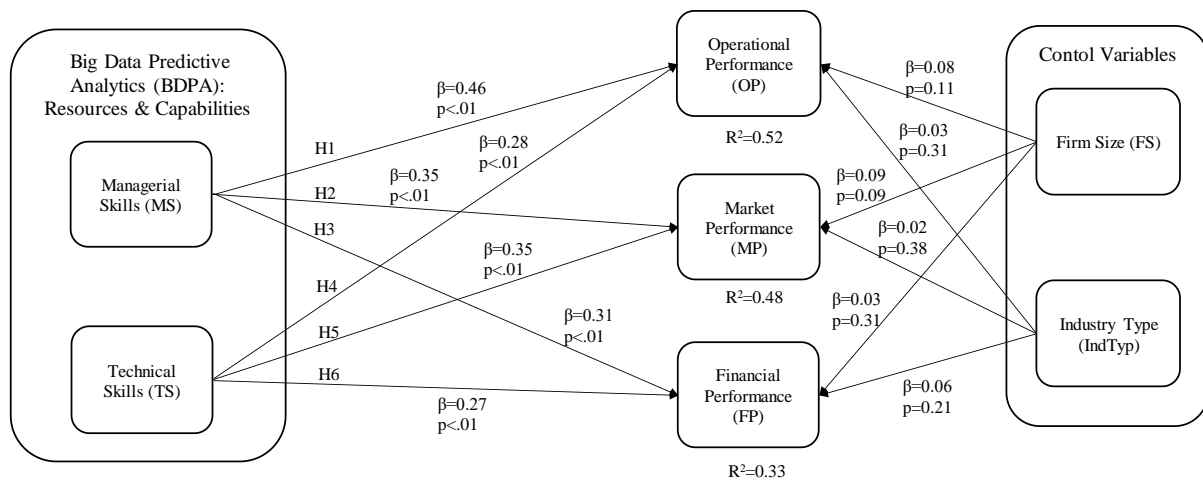 Big Data Predictive
Analytics (BDPA):
Resources & Capabilities
Managerial
Skills (MS)
Technical
Skills (TS)
H1
H2
H3
H4
H5
H6
β=0.46
p<.01
β=0.28
p<.01
β=0.35
p<.01
β=0.35
p<.01
β=0.31
p<.01
β=0.27
p<.01
Operational
Performance
(OP)
R²=0.52
Market
Performance
(MP)
R²=0.48
Financial
Performance
(FP)
R²=0.33
β=0.08
p=0.11
β=0.03
p=0.31
β=0.09
p=0.09
β=0.02
p=0.38
β=0.03
p=0.31
β=0.06
p=0.21
Contol Variables
Firm Size (FS)
Industry Type
(IndTyp)